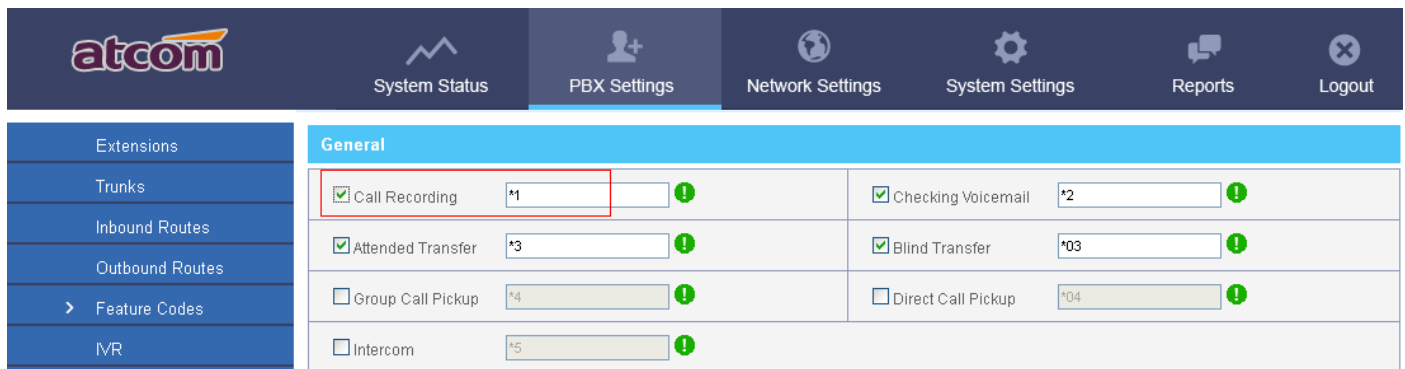 atcom
System Status
PBX Settings
Network Settings
System Settings
Reports
Logout
Extensions
Trunks
Inbound Routes
Outbound Routes
Feature Codes
IVR
General
Call Recording *1
Checking Voicemail *2
Attended Transfer *3
Blind Transfer *03
Group Call Pickup *4
Direct Call Pickup *04
Intercom *5